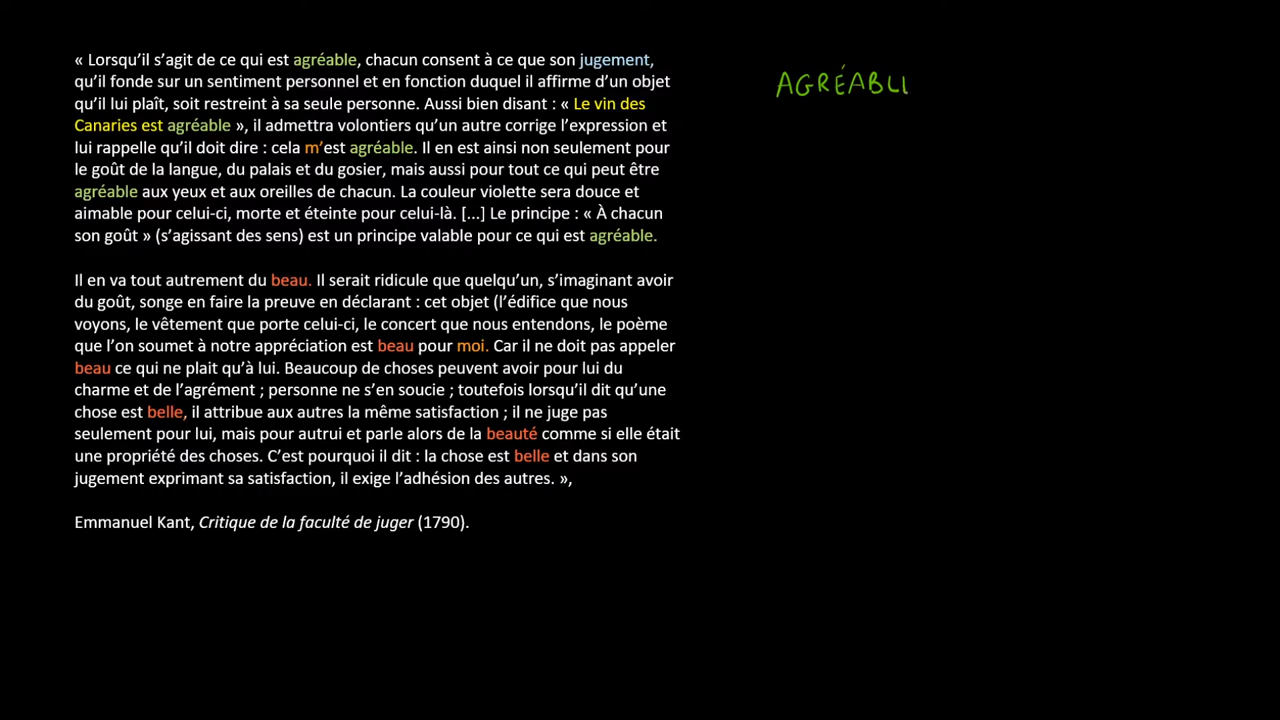 « Lorsqu’il s’agit de ce qui est agréable, chacun consent à ce que son jugement,
qu’il fonde sur un sentiment personnel et en fonction duquel il affirme d’un objet
qu’il lui plaît, soit restreint à sa seule personne. Aussi bien disant : « Le vin des
Canaries est agréable », il admettra volontiers qu’un autre corrige l’expression et
lui rappelle qu’il doit dire : cela m’est agréable. Il en est ainsi non seulement pour
le goût de la langue, du palais et du gosier, mais aussi pour tout ce qui peut être
agréable aux yeux et aux oreilles de chacun. La couleur violette sera douce et
aimable pour celui-ci, morte et éteinte pour celui-là. [...] Le principe : « À chacun
son goût » (s’agissant des sens) est un principe valable pour ce qui est agréable.
Il en va tout autrement du beau. Il serait ridicule que quelqu’un, s’imaginant avoir
du goût, songe en faire la preuve en déclarant : cet objet (l’édifice que nous
voyons, le vêtement que porte celui-ci, le concert que nous entendons, le poème
que l’on soumet à notre appréciation est beau pour moi. Car il ne doit pas appeler
beau ce qui ne plait qu’à lui. Beaucoup de choses peuvent avoir pour lui du
charme et de l’agrément ; personne ne s’en soucie ; toutefois lorsqu’il dit qu’une
chose est belle, il attribue aux autres la même satisfaction ; il ne juge pas
seulement pour lui, mais pour autrui et parle alors de la beauté comme si elle était
une propriété des choses. C’est pourquoi il dit : la chose est belle et dans son
jugement exprimant sa satisfaction, il exige l’adhésion des autres. »,
Emmanuel Kant, Critique de la faculté de juger (1790).
AGRÉABLI